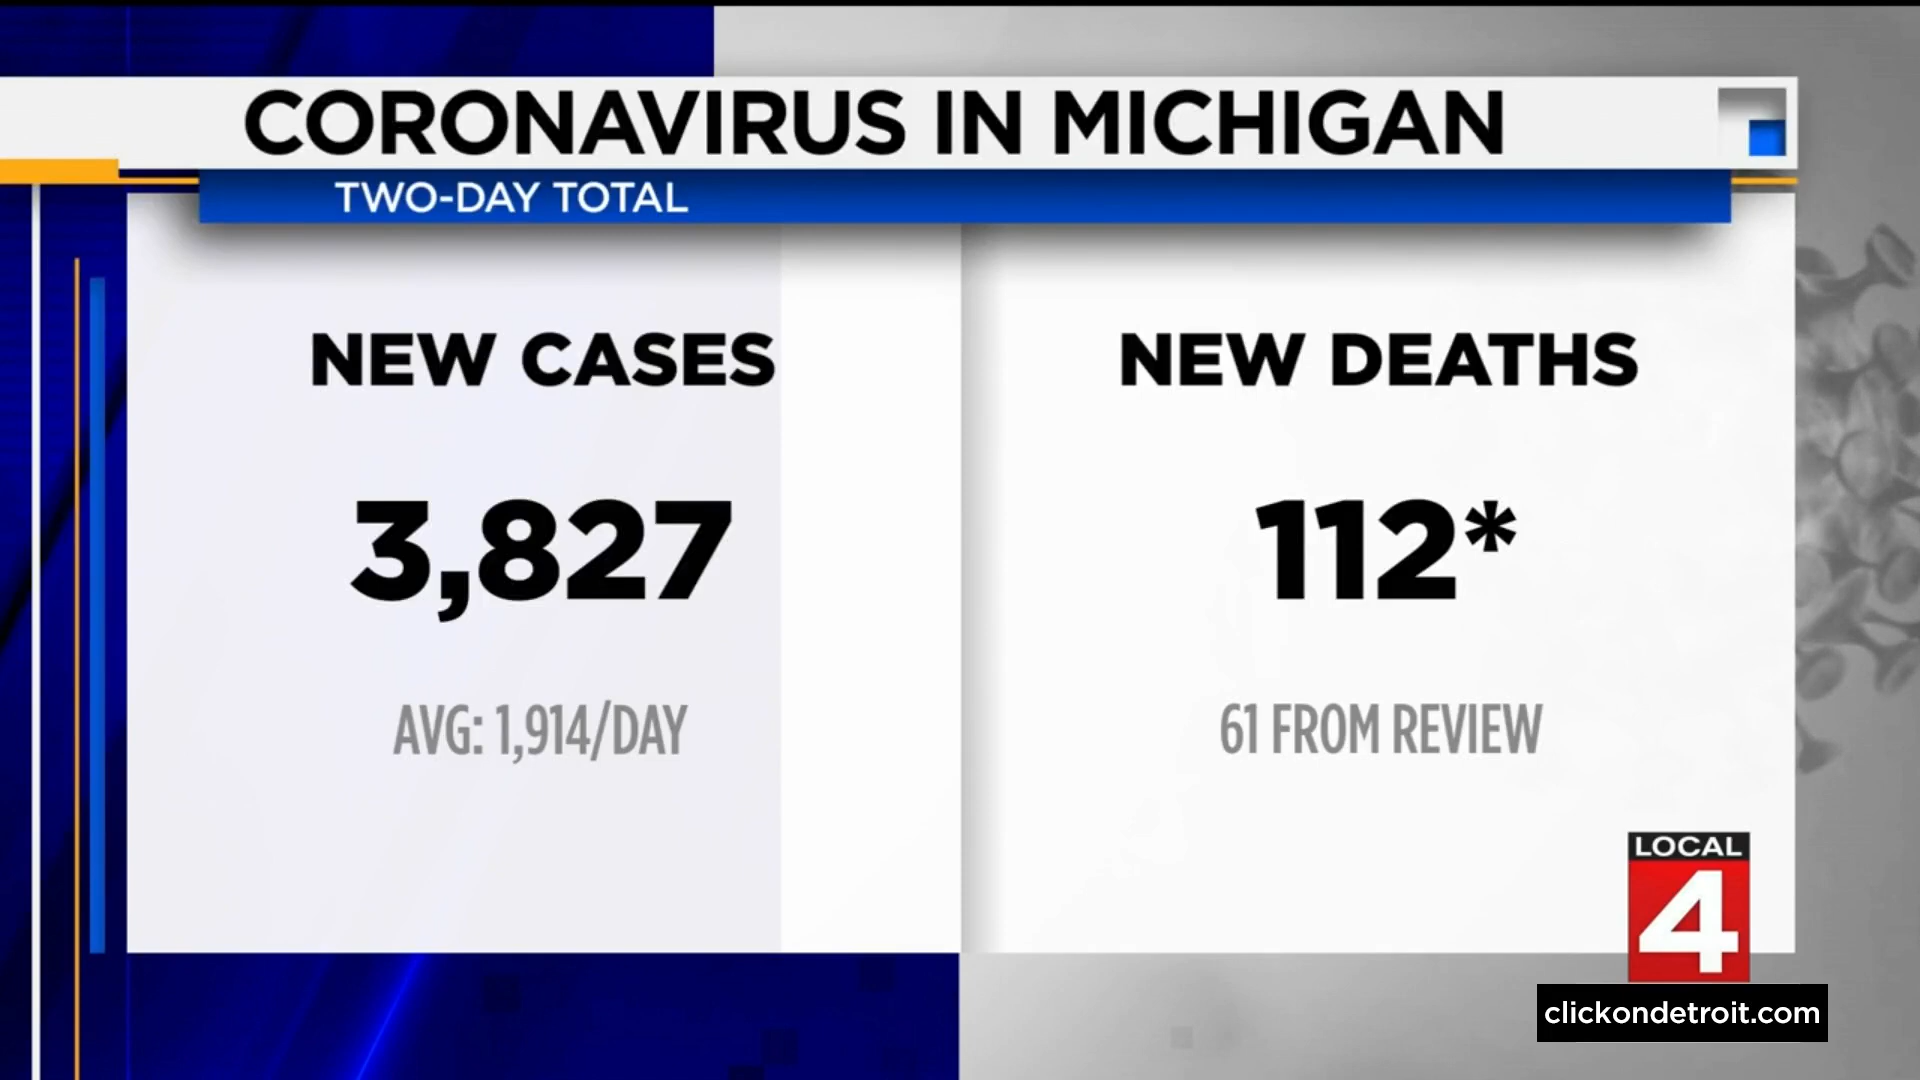 CORONAVIRUS IN MICHIGAN
TWO-DAY TOTAL
NEW CASES
3,827
AVG: 1,914/DAY
NEW DEATHS
112*
61 FROM REVIEW
LOCAL
4
clickondetroit.com